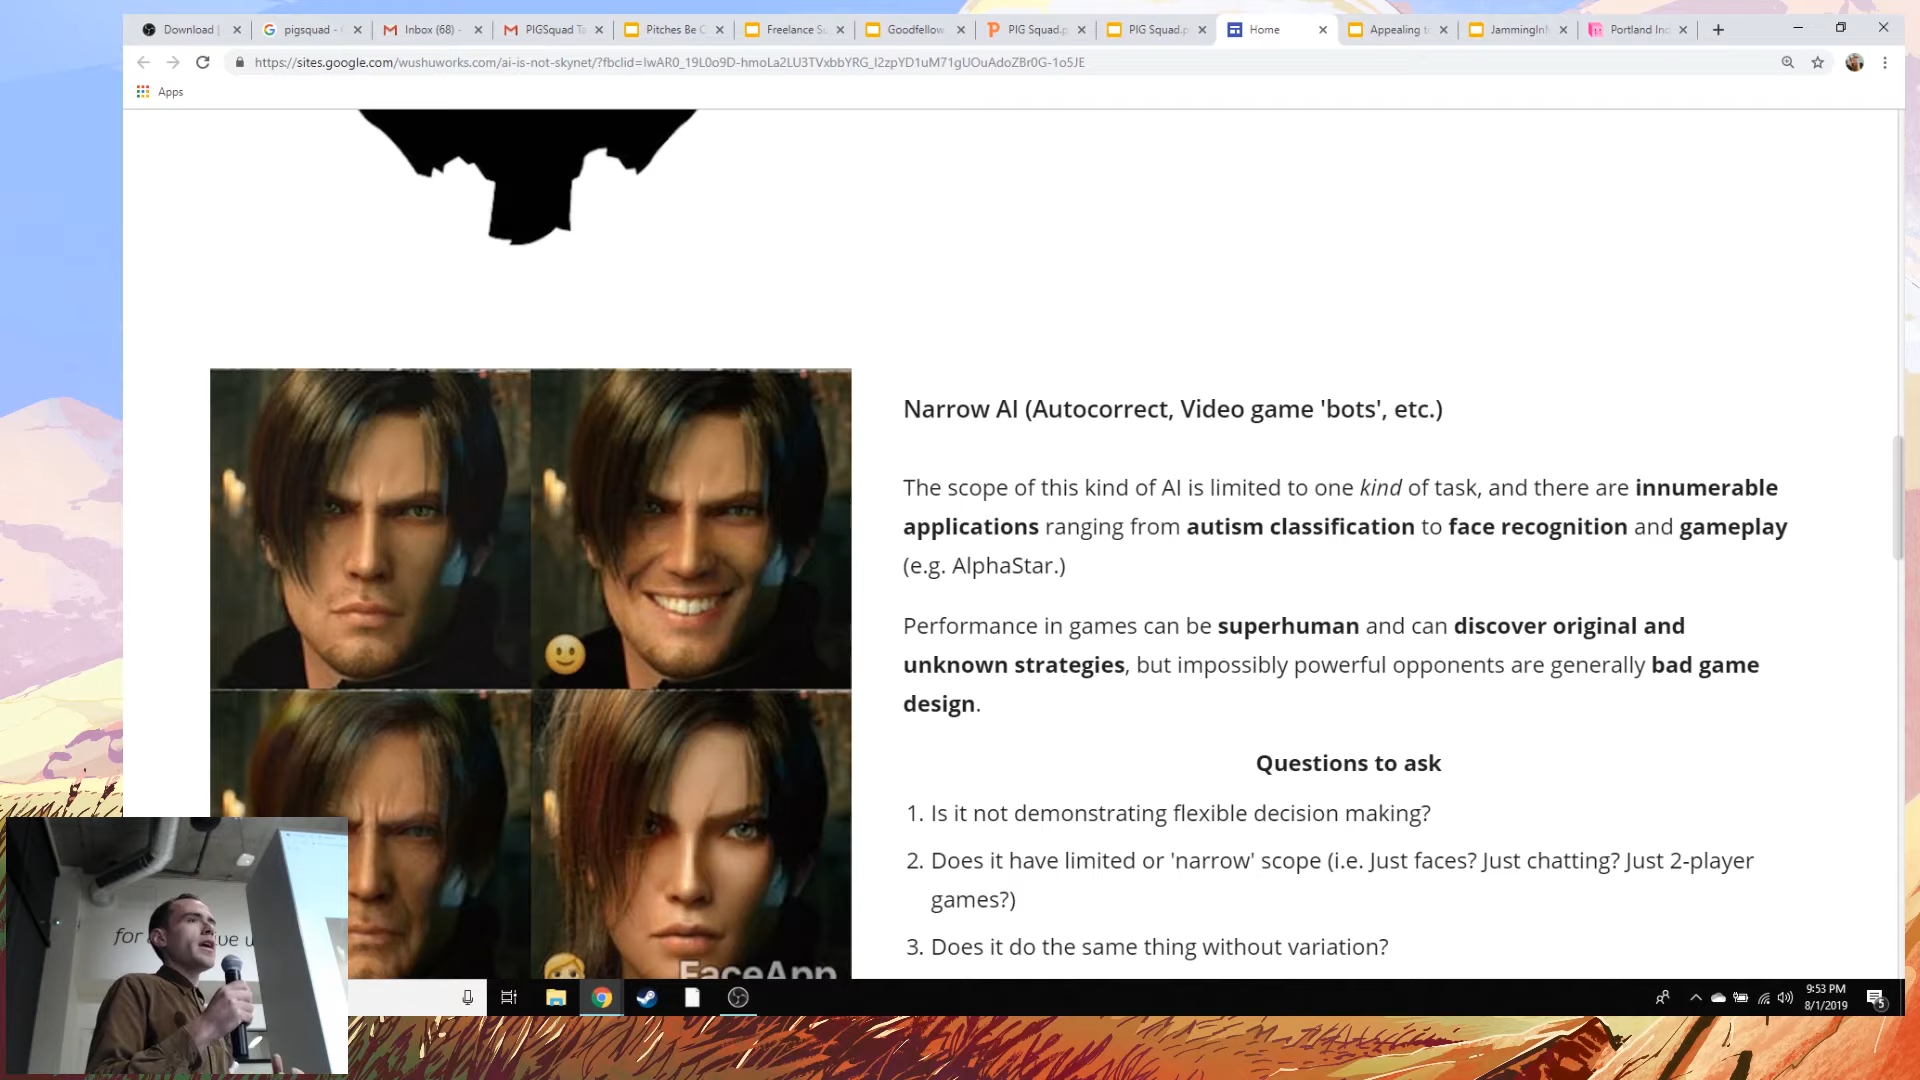 Download |
pigsquad -
Inbox (68) -
PIGSquad Ta
Pitches Be C
Freelance Su
Goodfellow
PIG Squad.p
PIG Squad.p
Home
Appealing to
JammingInN
Portland Ind
https://sites.google.com/wushuworks.com/ai-is-not-skynet/?fbclid=IwAR0_19L0o9D-hmoLa2LU3TVxbbYRG_I2zpYD1uM71gUOuAdoZBr0G-1o5JE
Apps
Narrow AI (Autocorrect, Video game 'bots', etc.)
The scope of this kind of AI is limited to one kind of task, and there are innumerable
applications ranging from autism classification to face recognition and gameplay
(e.g. AlphaStar.)
Performance in games can be superhuman and can discover original and
unknown strategies, but impossibly powerful opponents are generally bad game
design.
Questions to ask
1. Is it not demonstrating flexible decision making?
2. Does it have limited or 'narrow' scope (i.e. Just faces? Just chatting? Just 2-player
games?)
3. Does it do the same thing without variation?
FaceApp
for
9:53 PM
8/1/2019
5